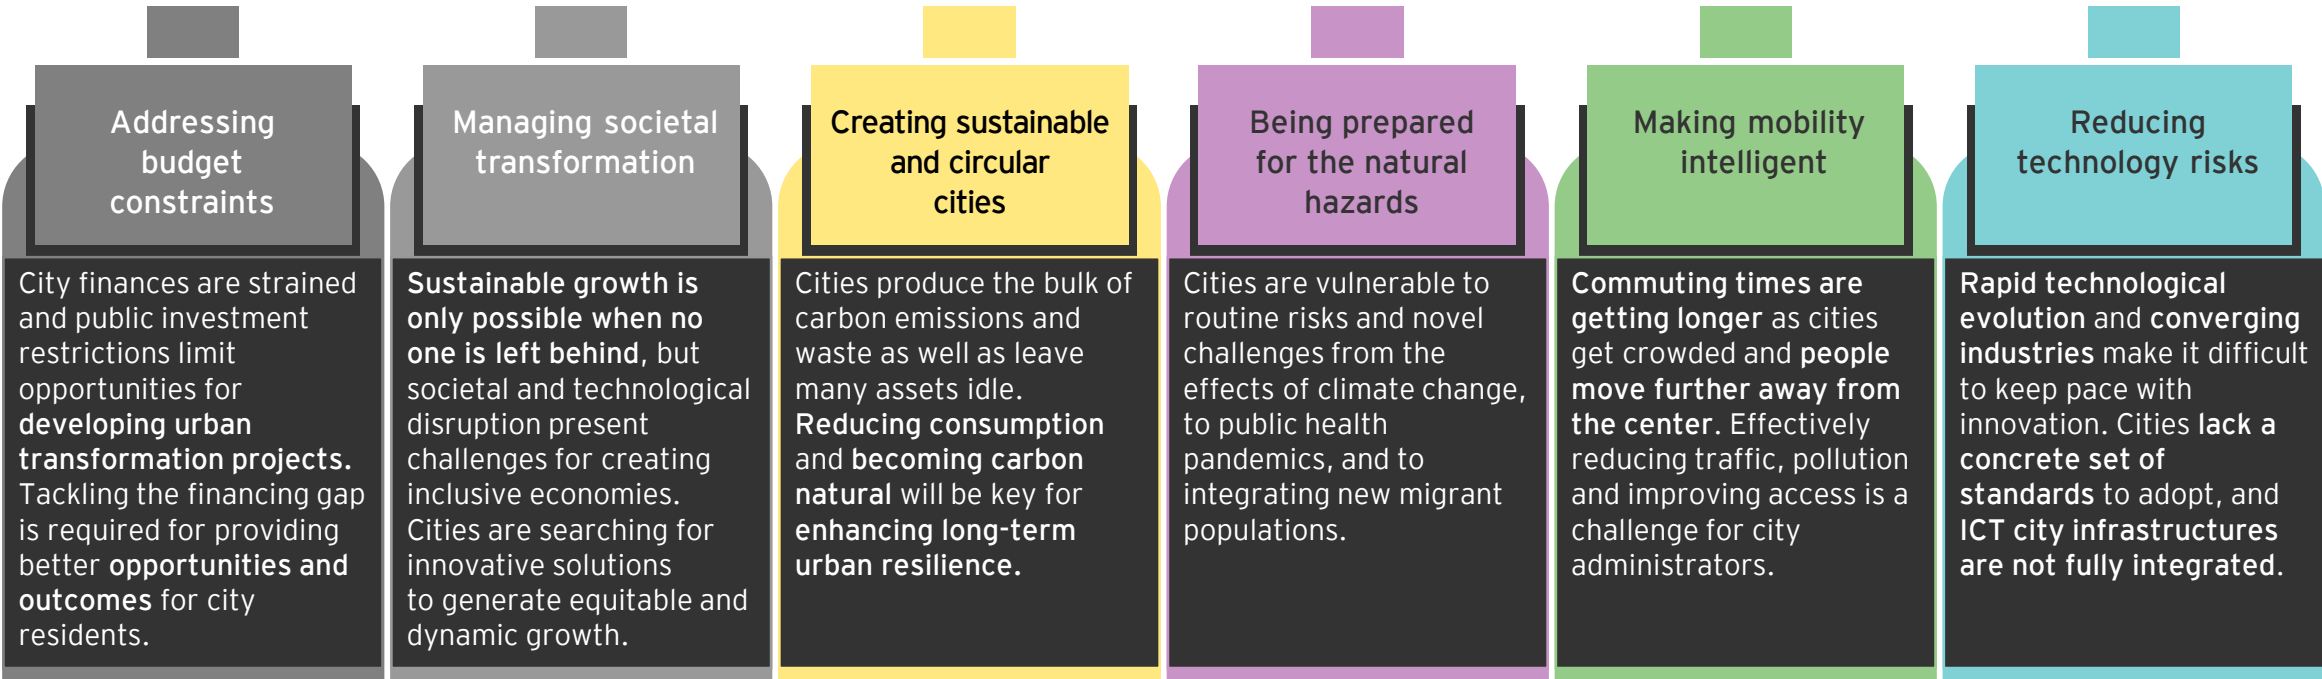 Addressing
budget
constraints
City finances are strained
and public investment
restrictions limit
opportunities for
developing urban
transformation projects.
Tackling the financing gap
is required for providing
better opportunities and
outcomes for city
residents.
Managing societal
transformation
Sustainable growth is
only possible when no
one is left behind, but
societal and technological
disruption present
challenges for creating
inclusive economies.
Cities are searching for
innovative solutions
to generate equitable and
dynamic growth.
Creating sustainable
and circular
cities
Cities produce the bulk of
carbon emissions and
waste as well as leave
many assets idle.
Reducing consumption
and becoming carbon
natural will be key for
enhancing long-term
urban resilience.
Being prepared
for the natural
hazards
Cities are vulnerable to
routine risks and novel
challenges from the
effects of climate change,
to public health
pandemics, and to
integrating new migrant
populations.
Making mobility
intelligent
Commuting times are
getting longer as cities
get crowded and people
move further away from
the center. Effectively
reducing traffic, pollution
and improving access is a
challenge for city
administrators.
Reducing
technology risks
Rapid technological
evolution and converging
industries make it difficult
to keep pace with
innovation. Cities lack a
concrete set of
standards to adopt, and
ICT city infrastructures
are not fully integrated.